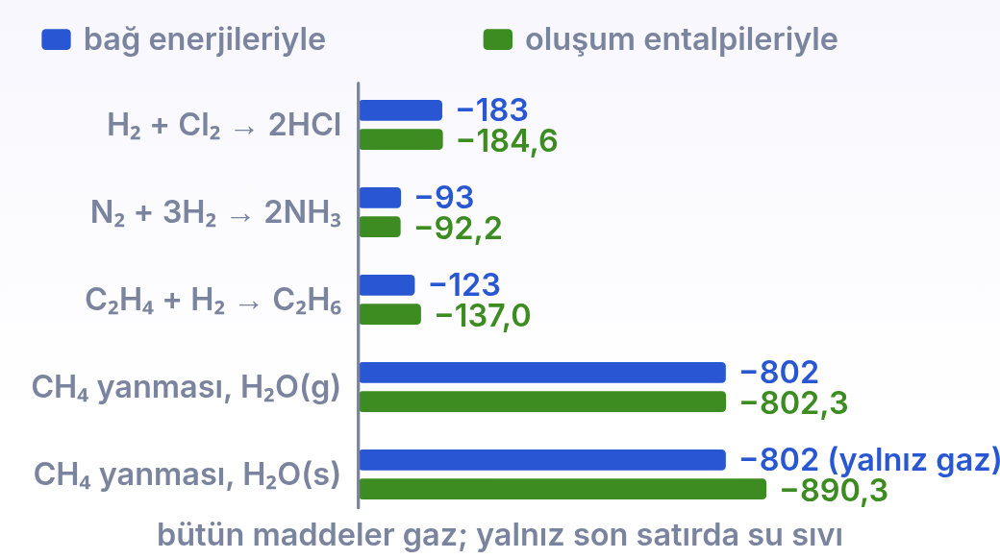 bağ enerjileriyle
oluşum entalpileriyle
H₂ + Cl₂ → 2HCl
−183
−184,6
N₂ + 3H₂ → 2NH₃
−93
−92,2
C₂H₄ + H₂ → C₂H₆
−123
−137,0
CH₄ yanması, H₂O(g)
−802
−802,3
CH₄ yanması, H₂O(s)
−802 (yalnız gaz)
−890,3
bütün maddeler gaz; yalnız son satırda su sıvı